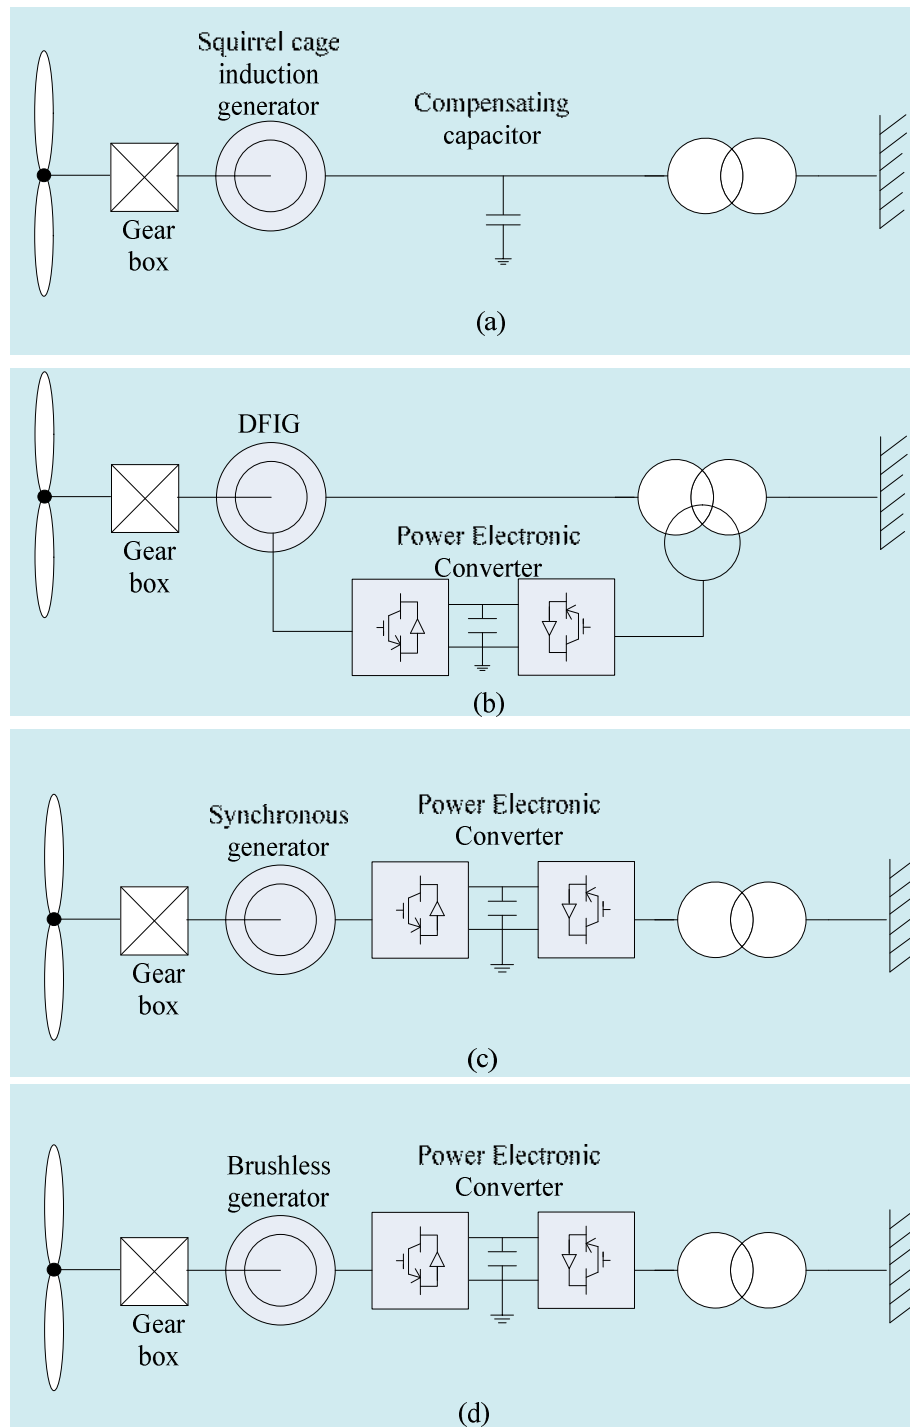 Squirrel cage
induction
generator
Compensating
capacitor
Gear
box
(a)
DFIG
Power Electronic
Converter
Gear
box
(b)
Synchronous
generator
Power Electronic
Converter
Gear
box
(c)
Brushless
generator
Power Electronic
Converter
Gear
box
(d)